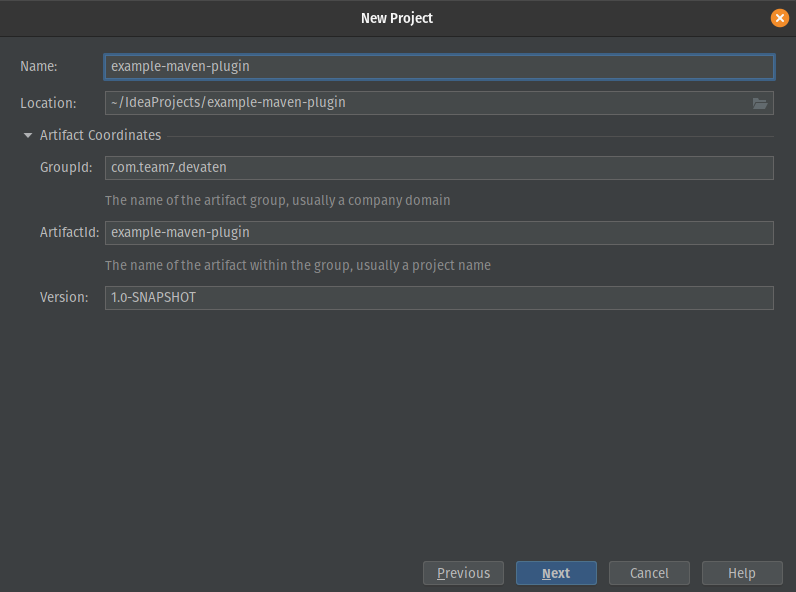 New Project
Name: example-maven-plugin
Location: ~/IdeaProjects/example-maven-plugin
Artifact Coordinates
GroupId: com.team7.devaten
The name of the artifact group, usually a company domain
ArtifactId: example-maven-plugin
The name of the artifact within the group, usually a project name
Version: 1.0-SNAPSHOT
Previous Next Cancel Help